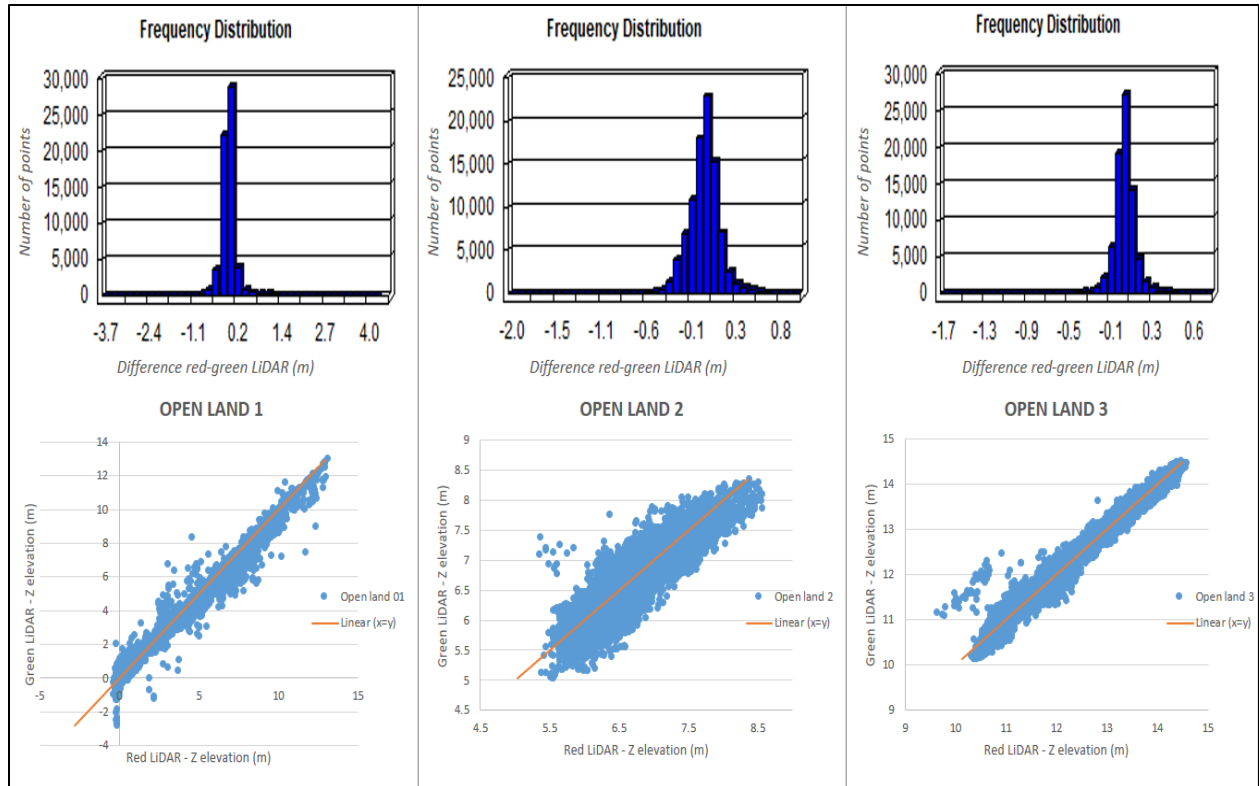 Frequency Distribution
30,000
25,000
20,000
15,000
10,000
5,000
0
Number of points
-3.7 -2.4 -1.1 0.2 1.4 2.7 4.0
Difference red-green LiDAR (m)
OPEN LAND 1
14
12
10
8
6
4
2
0
-2
-4
-5 0 5 10 15
Green LiDAR - Z elevation (m)
Red LiDAR - Z elevation (m)
Open land 01
Linear (x=y)
Frequency Distribution
25,000
20,000
15,000
10,000
5,000
0
Number of points
-2.0 -1.5 -1.1 -0.6 -0.1 0.3 0.8
Difference red-green LiDAR (m)
OPEN LAND 2
9
8.5
8
7.5
7
6.5
6
5.5
5
4.5
4.5 5.5 6.5 7.5 8.5
Green LiDAR - Z elevation (m)
Red LiDAR - Z elevation (m)
Open land 2
Linear (x=y)
Frequency Distribution
30,000
25,000
20,000
15,000
10,000
5,000
0
Number of points
-1.7 -1.3 -0.9 -0.5 -0.1 0.3 0.6
Difference red-green LiDAR (m)
OPEN LAND 3
15
14
13
12
11
10
9
9 10 11 12 13 14 15
Green LiDAR - Z elevation (m)
Red LiDAR - Z elevation (m)
Open land 3
Linear (x=y)